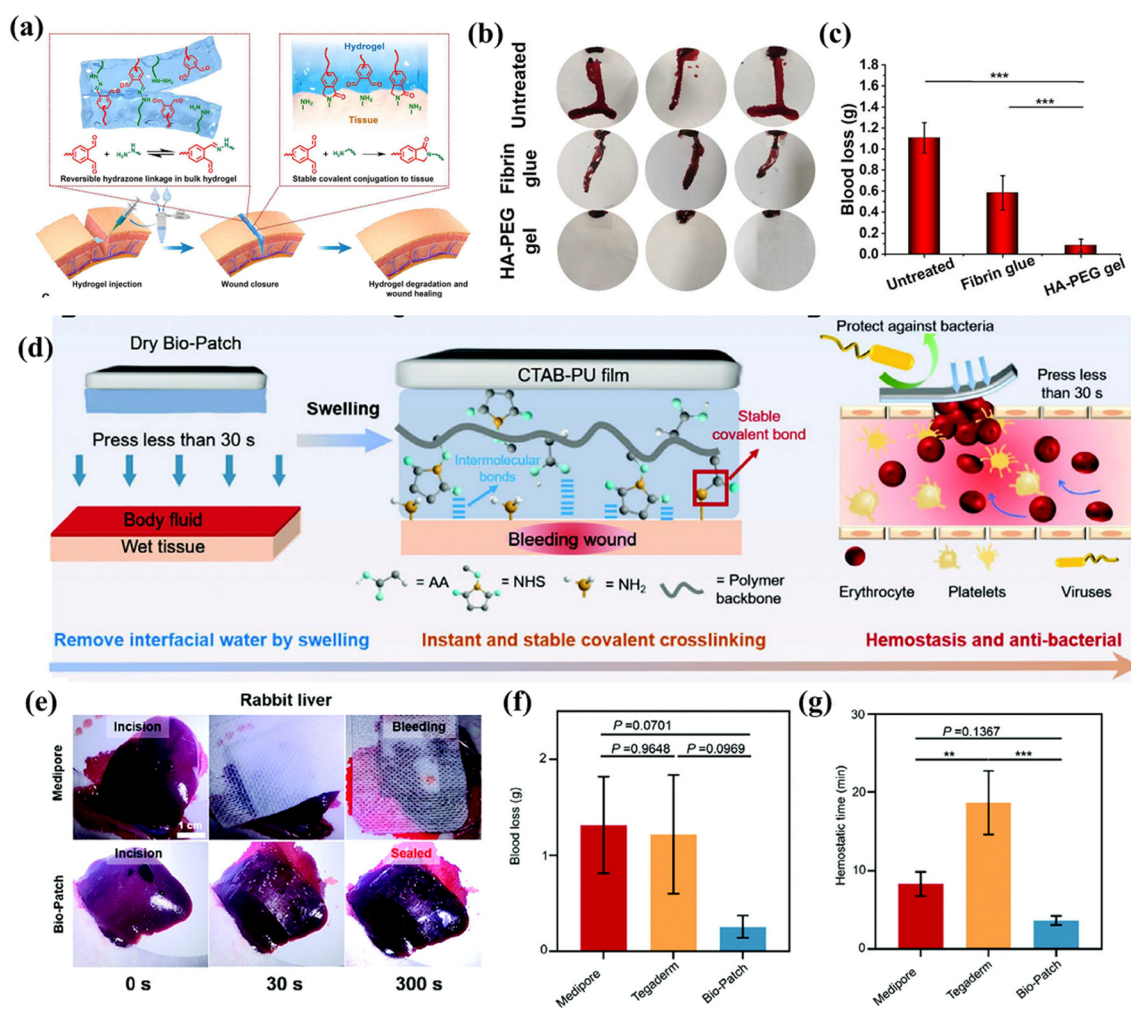 (a)
Hydrogel
NH₂
NH₂
NH₂
Tissue
Reversible hydrazone linkage in bulk hydrogel
Stable covalent conjugation to tissue
Hydrogel injection
Wound closure
Hydrogel degradation and
wound healing
(b)
Untreated
Fibrin
glue
HA-PEG
gel
(c)
Blood loss (g)
2.0
1.8
1.6
1.4
1.2
1.0
0.8
0.6
0.4
0.2
0.0
***
***
Untreated
Fibrin glue
HA-PEG gel
(d)
Dry Bio-Patch
Press less than 30 s
Body fluid
Wet tissue
Swelling
CTAB-PU film
Intermolecular
bonds
Stable
covalent bond
Bleeding wound
= AA
= NHS
= NH₂
= Polymer
backbone
Protect against bacteria
Press less
than 30 s
Erythrocyte
Platelets
Viruses
Remove interfacial water by swelling
Instant and stable covalent crosslinking
Hemostasis and anti-bacterial
(e)
Rabbit liver
Medipore
Incision
1 cm
Bleeding
Bio-Patch
Incision
Sealed
0 s
30 s
300 s
(f)
Blood loss (g)
2
1
0
P =0.0701
P =0.9648
P =0.0969
Medipore
Tegaderm
Bio-Patch
(g)
Hemostatic time (min)
30
20
10
0
P =0.1367
**
***
Medipore
Tegaderm
Bio-Patch